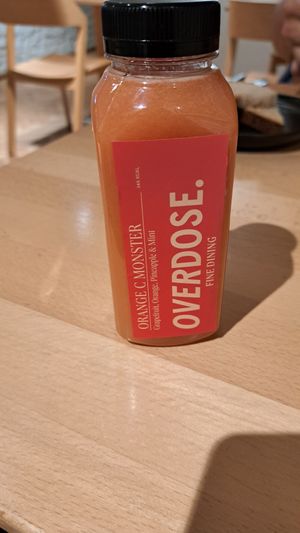 ORANGE C MONSTER
Grapefruit, Orange, Pineapple & Mint
OVERDOSE.
FINE DINING